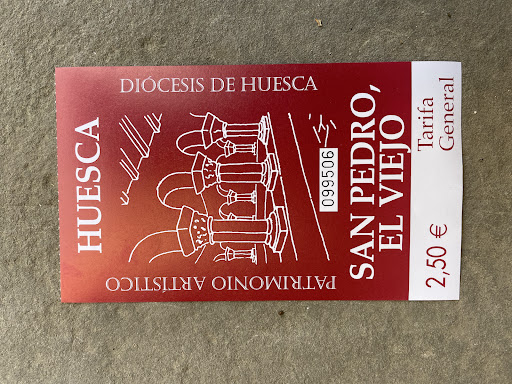 HUESCA
DIÓCESIS DE HUESCA
PATRIMONIO ARTÍSTICO
099506
SAN PEDRO,
EL VIEJO
Tarifa
General
2,50 €